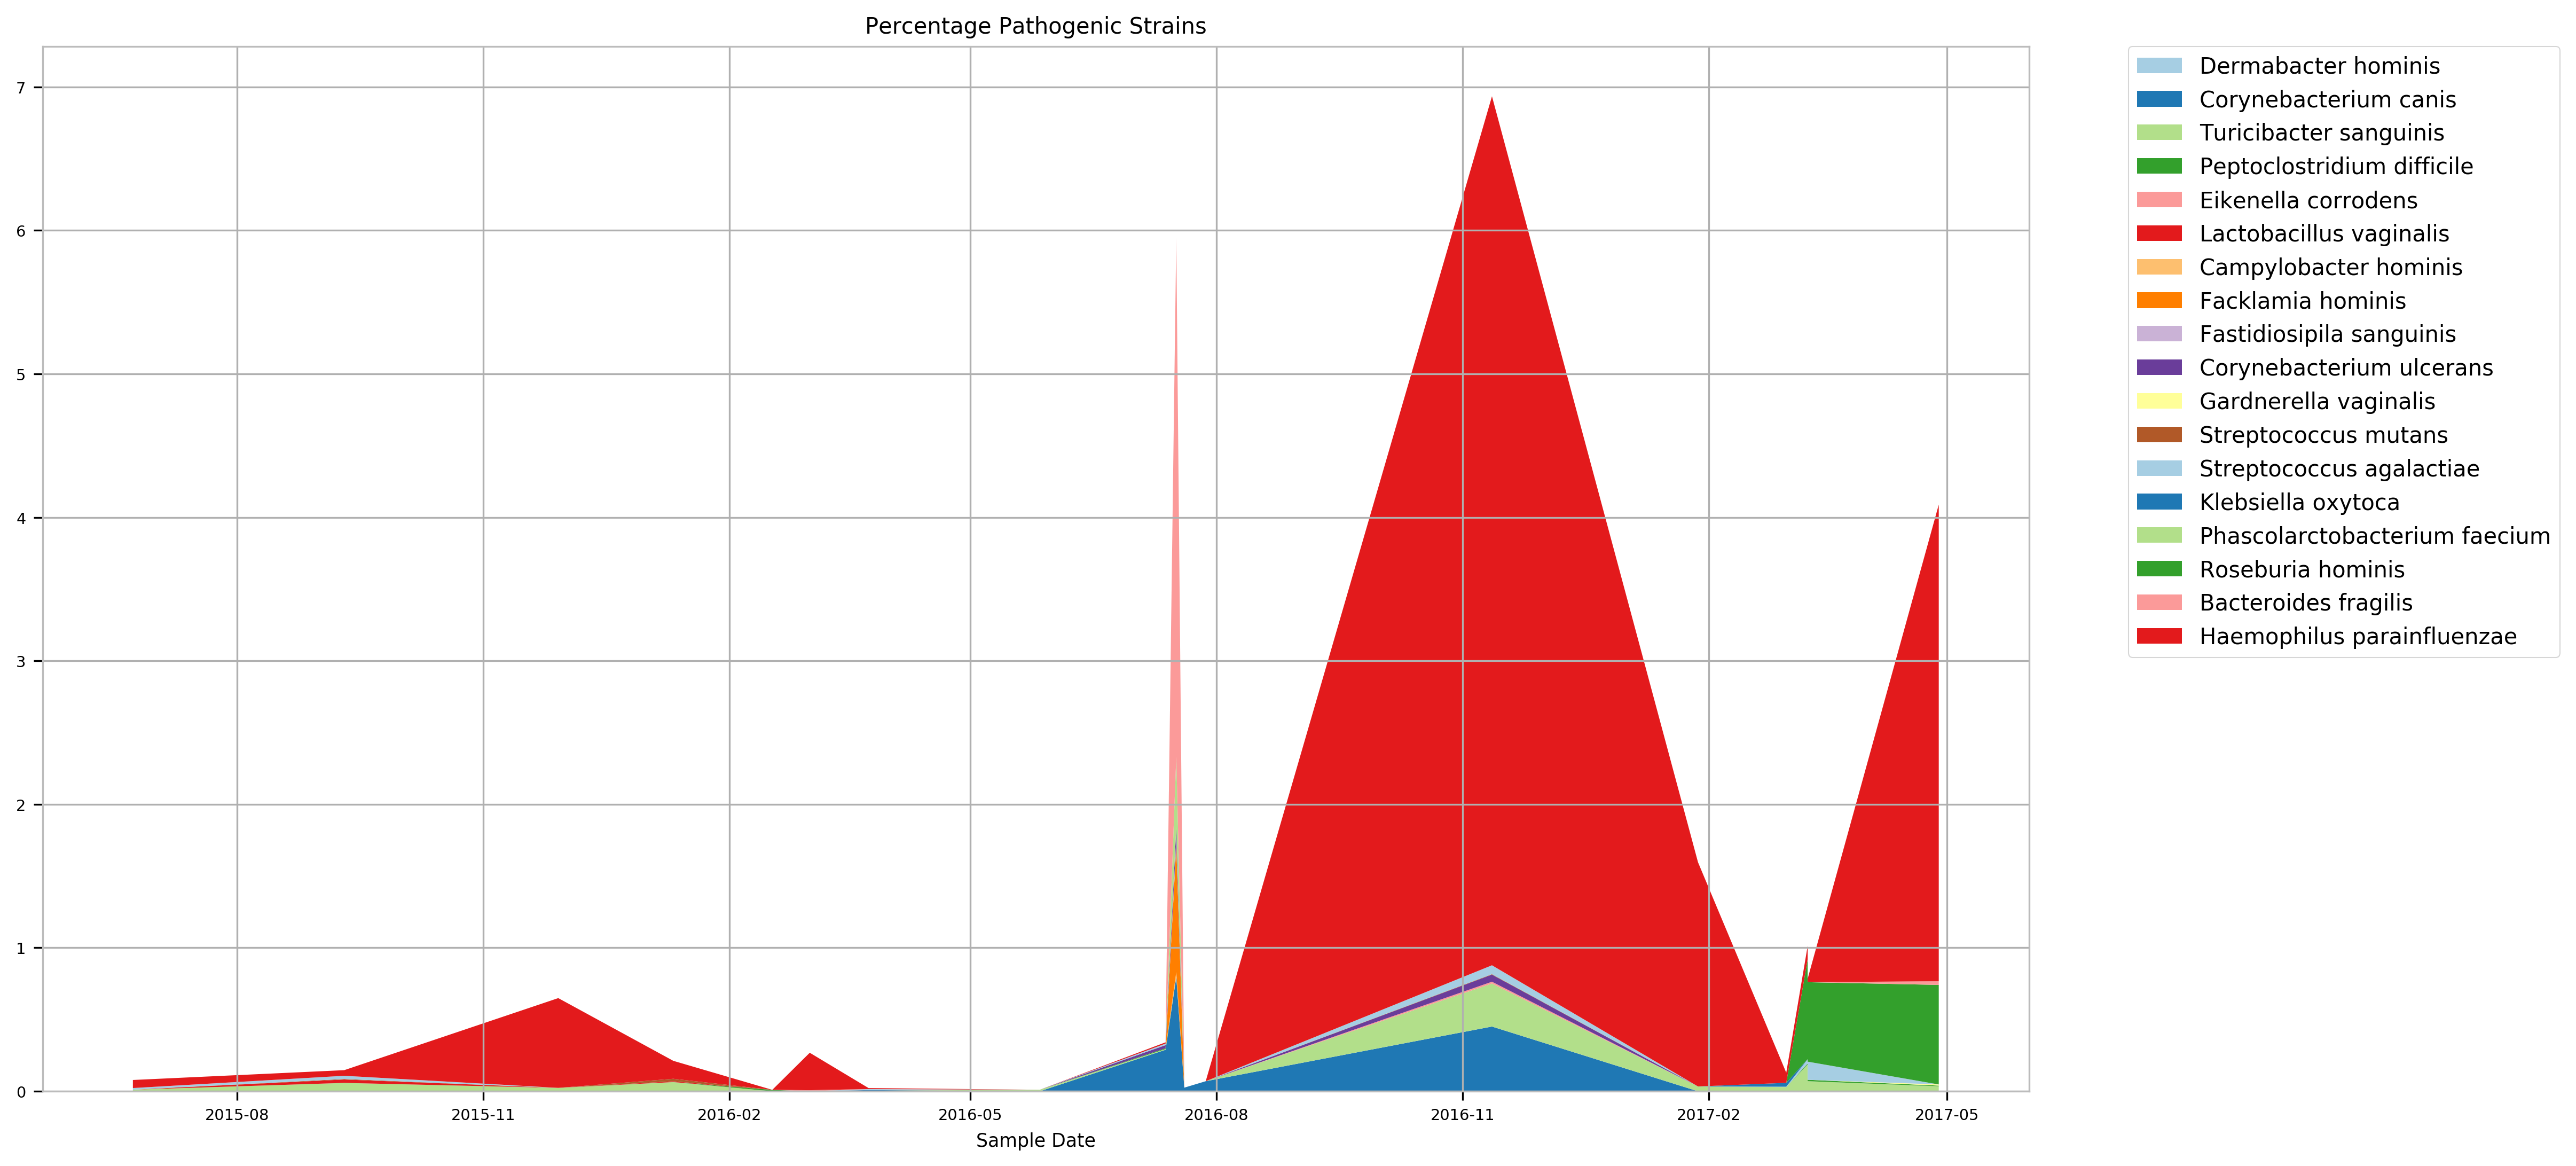 Percentage Pathogenic Strains
7
6
5
4
3
2
1
0
2015-08
2015-11
2016-02
2016-05
2016-08
2016-11
2017-02
2017-05
Sample Date
Dermabacter hominis
Corynebacterium canis
Turicibacter sanguinis
Peptoclostridium difficile
Eikenella corrodens
Lactobacillus vaginalis
Campylobacter hominis
Facklamia hominis
Fastidiosipila sanguinis
Corynebacterium ulcerans
Gardnerella vaginalis
Streptococcus mutans
Streptococcus agalactiae
Klebsiella oxytoca
Phascolarctobacterium faecium
Roseburia hominis
Bacteroides fragilis
Haemophilus parainfluenzae